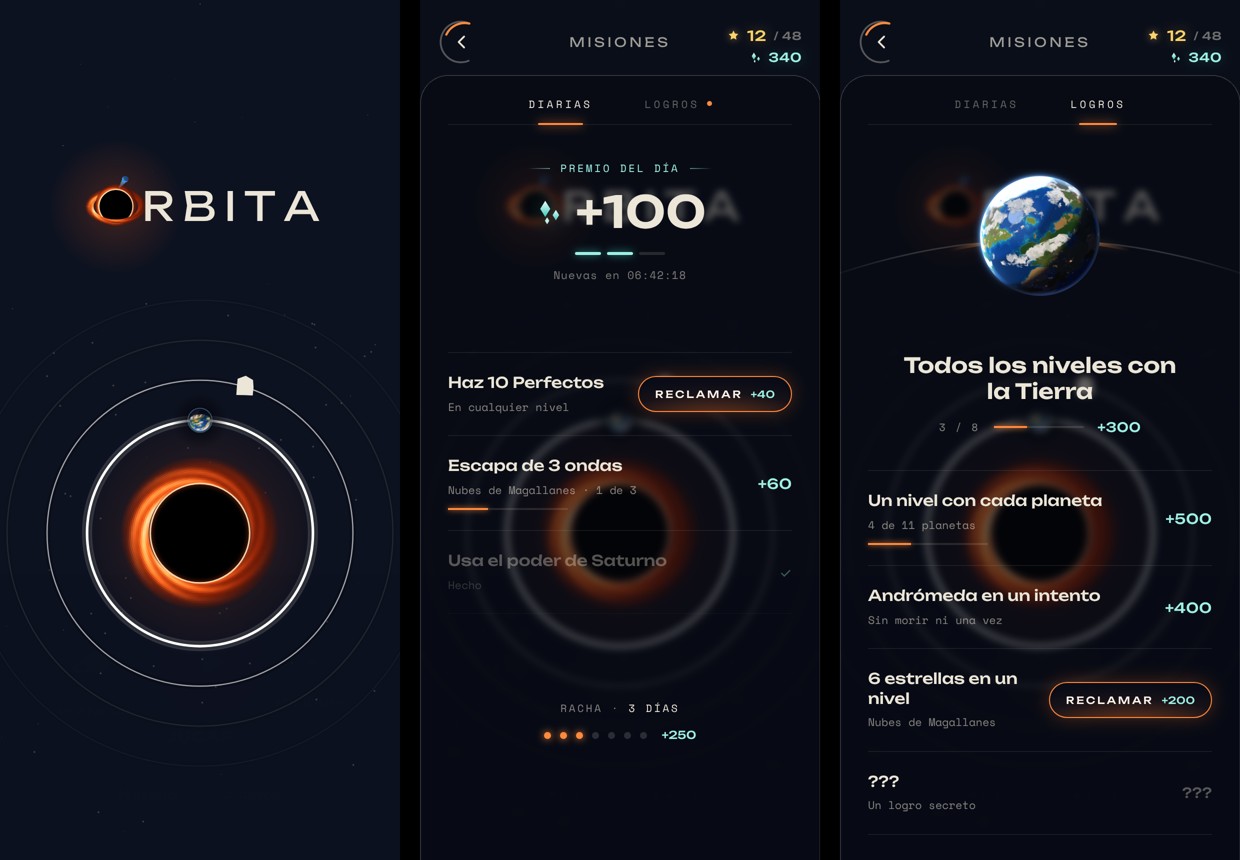 ORBITA
MISIONES
12 / 48
340
DIARIAS
LOGROS
PREMIO DEL DÍA
+100
Nuevas en 06:42:18
Haz 10 Perfectos
En cualquier nivel
RECLAMAR +40
Escapa de 3 ondas
Nubes de Magallanes · 1 de 3
+60
Usa el poder de Saturno
Hecho
RACHA · 3 DÍAS
+250
MISIONES
12 / 48
340
DIARIAS
LOGROS
Todos los niveles con
la Tierra
3 / 8
+300
Un nivel con cada planeta
4 de 11 planetas
+500
Andrómeda en un intento
Sin morir ni una vez
+400
6 estrellas en un
nivel
Nubes de Magallanes
RECLAMAR +200
???
Un logro secreto
???